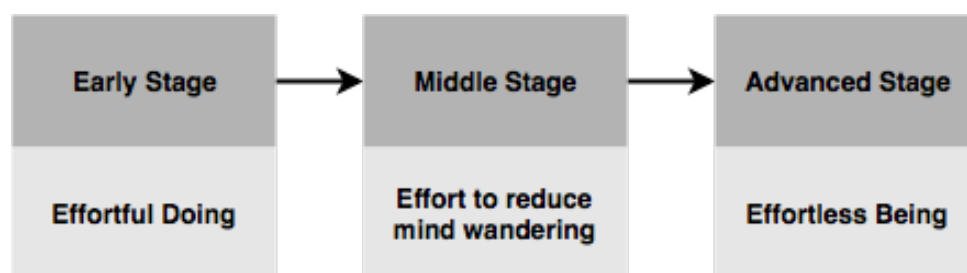 Early Stage
Middle Stage
Advanced Stage
Effortful Doing
Effort to reduce
mind wandering
Effortless Being